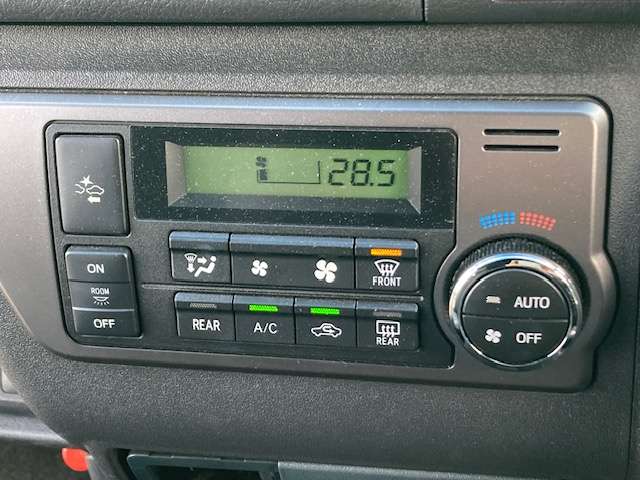 28.5
ON
ROOM
OFF
FRONT
REAR
A/C
REAR
AUTO
OFF